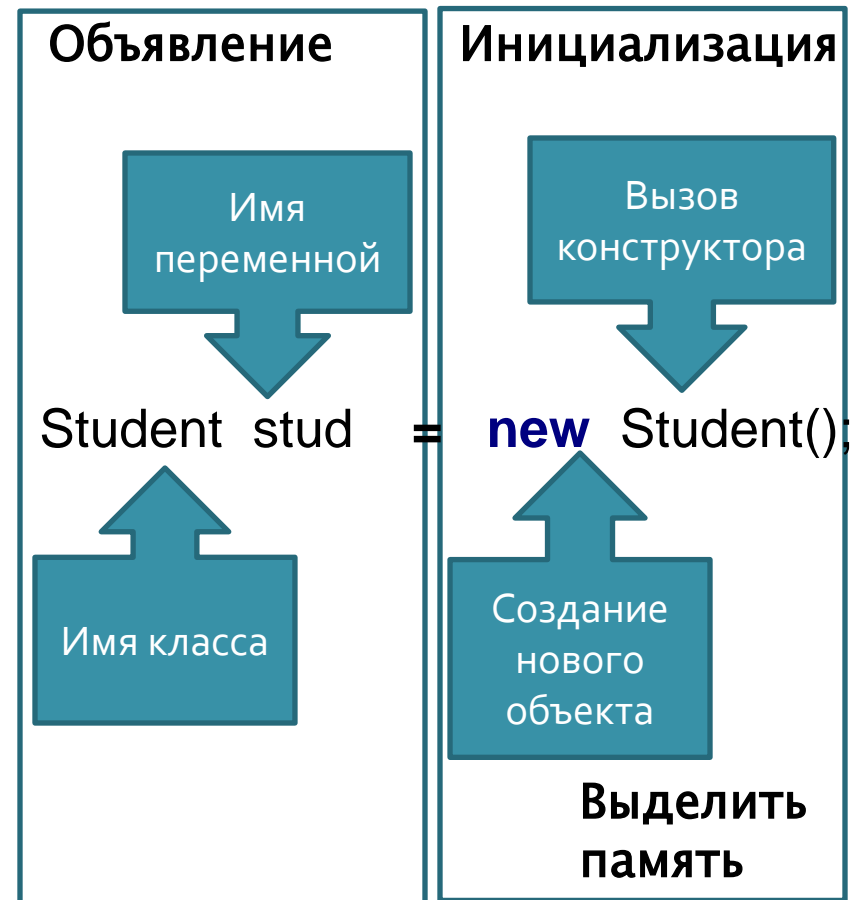 Объявление
Инициализация
Имя
переменной
Вызов
конструктора
Student stud = new Student();
Имя класса
Создание
нового
объекта
Выделить
память